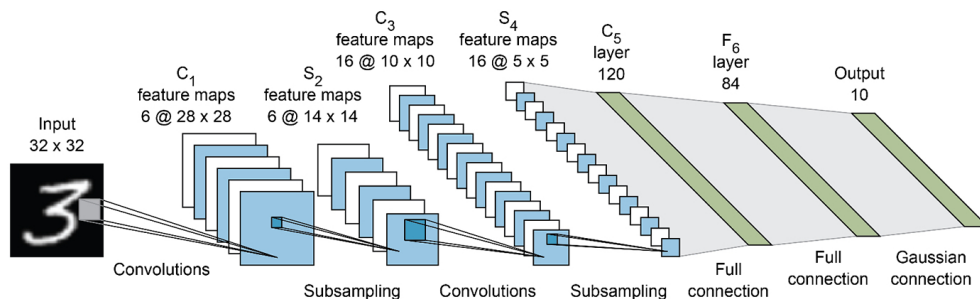 Input
32 x 32
C1
feature maps
6 @ 28 x 28
S2
feature maps
6 @ 14 x 14
C3
feature maps
16 @ 10 x 10
S4
feature maps
16 @ 5 x 5
C5
layer
120
F6
layer
84
Output
10
3
Convolutions
Subsampling
Convolutions
Subsampling
Full
connection
Full
connection
Gaussian
connection